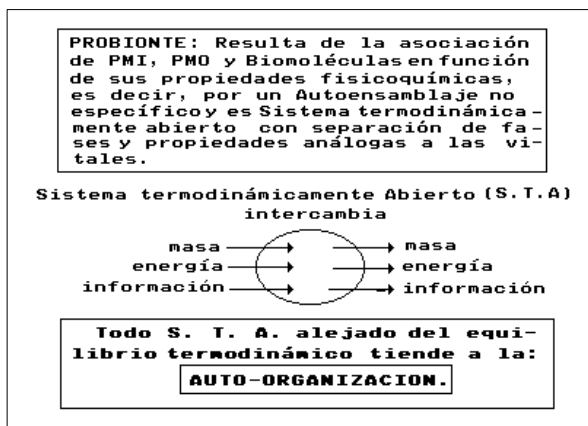 PROBIONTE: Resulta de la asociación
de PMI, PMO y Biomoléculas en función
de sus propiedades fisicoquímicas,
es decir, por un Autoensamblaje no
específico y es Sistema termodinámica-
mente abierto con separación de fa-
ses y propiedades análogas a las vi-
tales.
Sistema termodinámicamente Abierto (S.T.A)
intercambia
masa masa
energía energía
información información
Todo S. T. A. alejado del equi-
librio termodinámico tiende a la:
AUTO-ORGANIZACION.